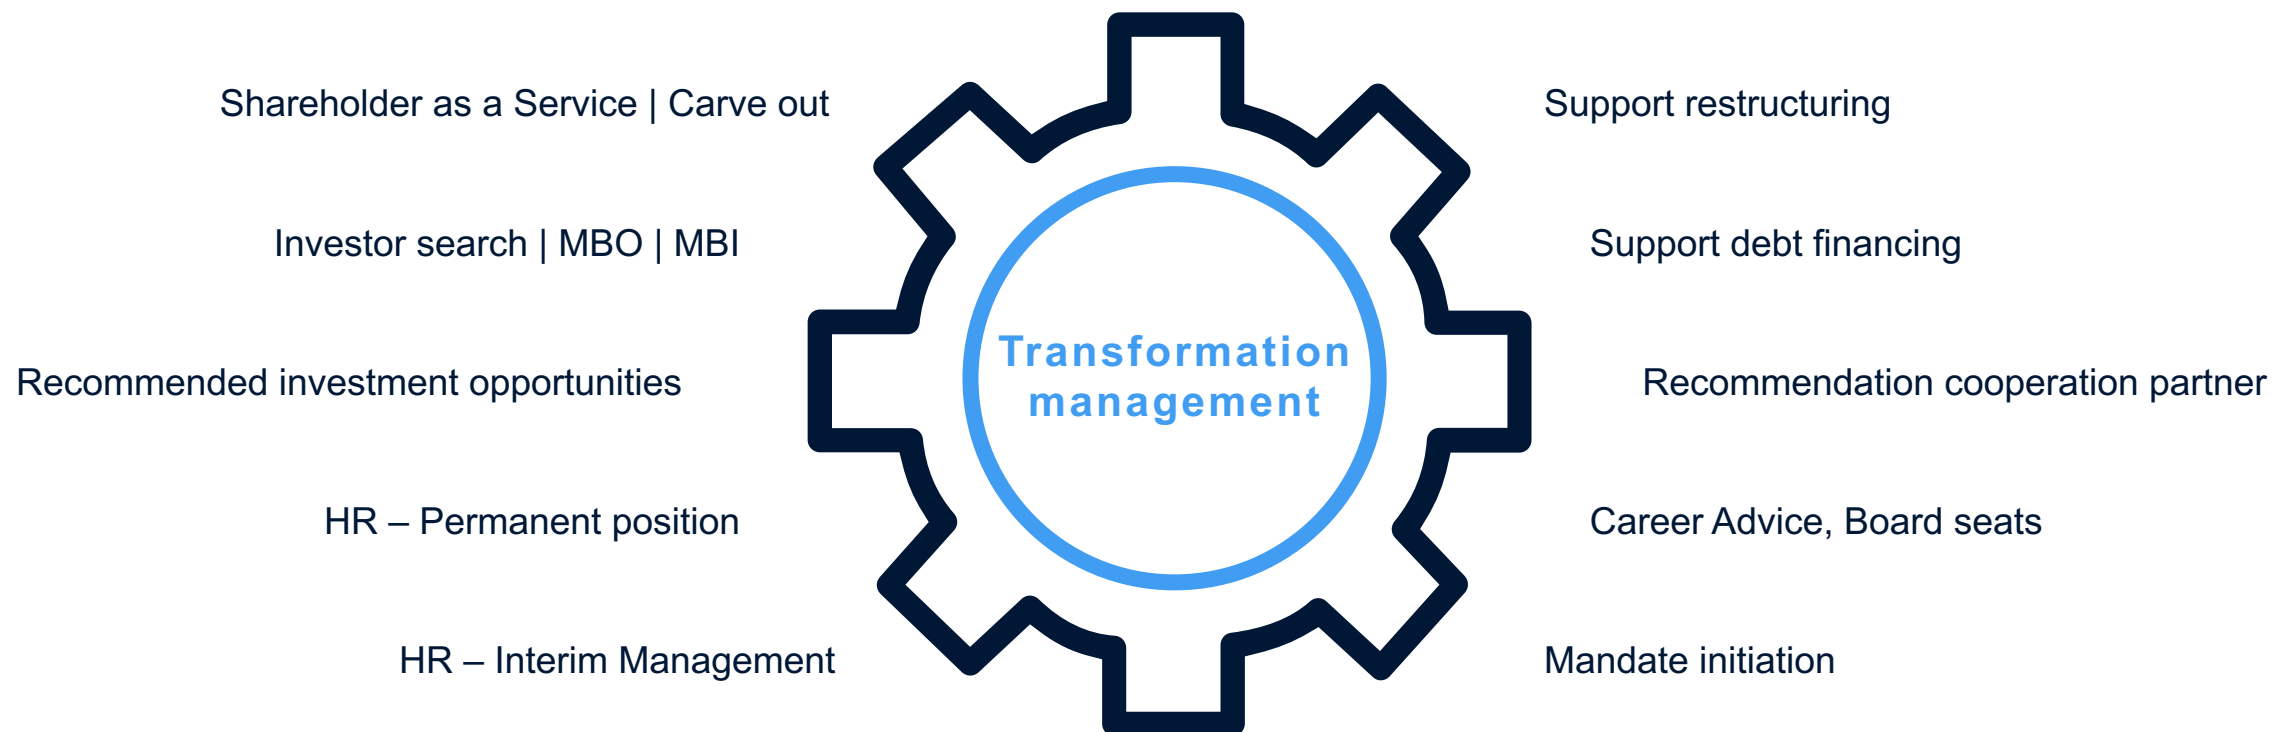 Shareholder as a Service | Carve out
Investor search | MBO | MBI
Recommended investment opportunities
HR – Permanent position
HR – Interim Management
Transformation
management
Support restructuring
Support debt financing
Recommendation cooperation partner
Career Advice, Board seats
Mandate initiation